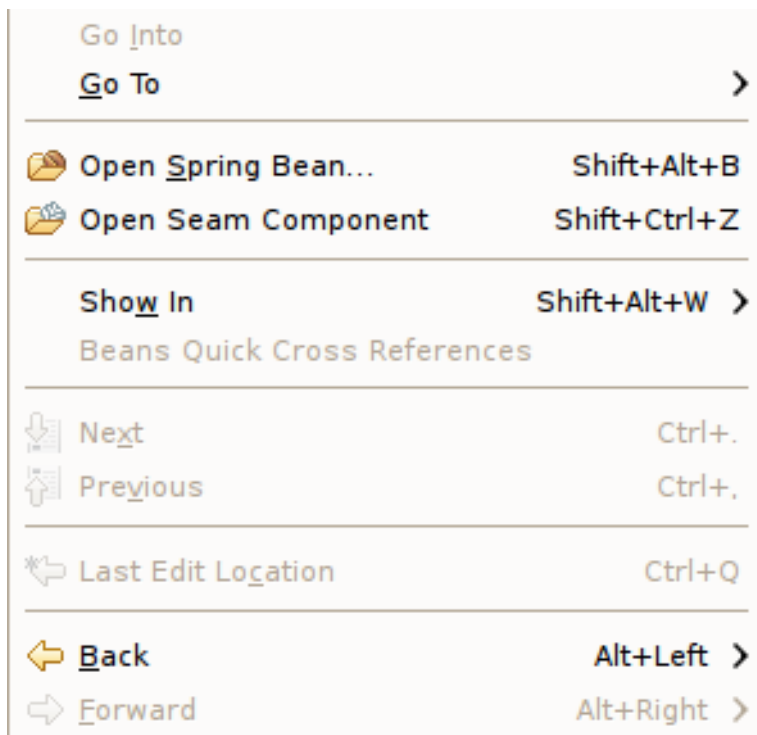 Go Into
Go To
Open Spring Bean... Shift+Alt+B
Open Seam Component Shift+Ctrl+Z
Show In Shift+Alt+W
Beans Quick Cross References
Next Ctrl+.
Previous Ctrl+,
Last Edit Location Ctrl+Q
Back Alt+Left
Forward Alt+Right